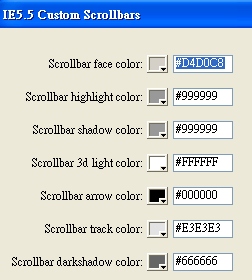 IE5.5 Custom Scrollbars
Scrollbar face color: #D4D0C8
Scrollbar highlight color: #999999
Scrollbar shadow color: #999999
Scrollbar 3d light color: #FFFFFF
Scrollbar arrow color: #000000
Scrollbar track color: #E3E3E3
Scrollbar darkshadow color: #666666